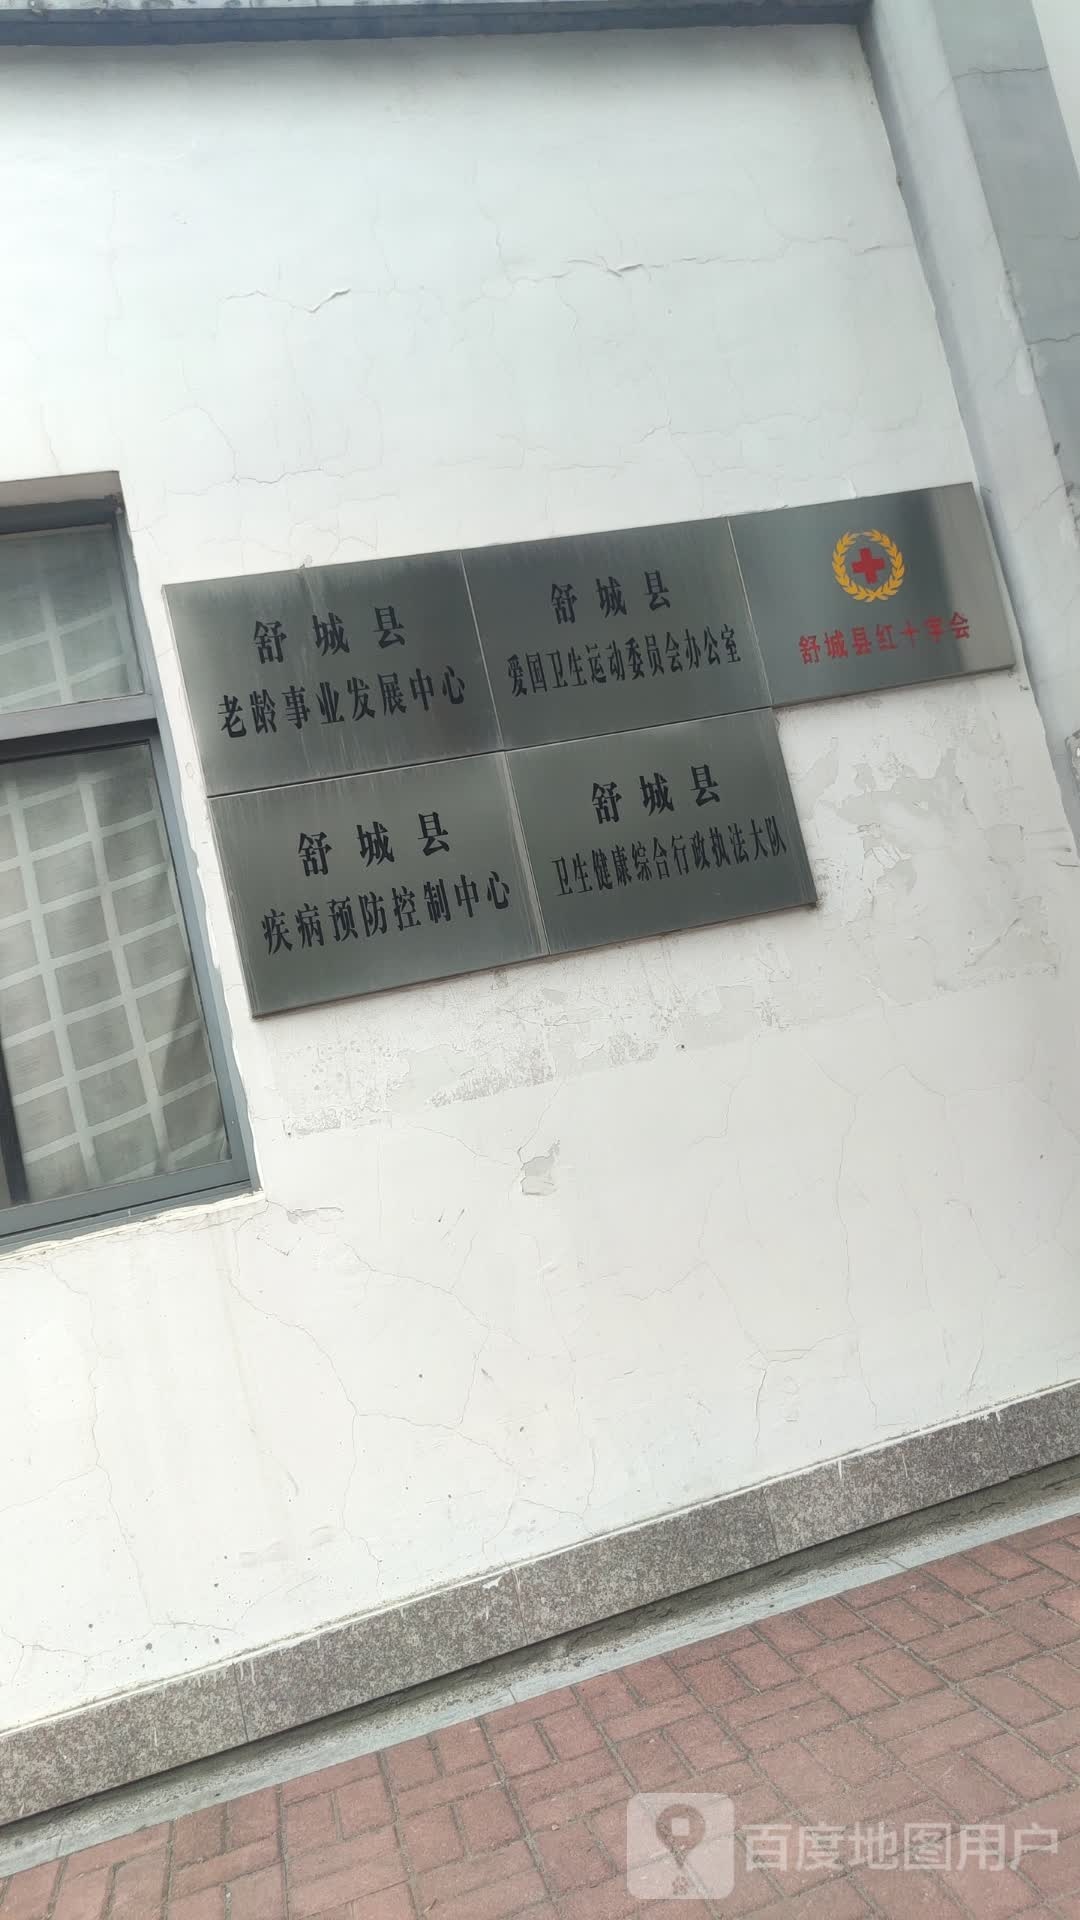 舒城县
老龄事业发展中心
舒城县
爱国卫生运动委员会办公室
舒城县红十字会
舒城县
疾病预防控制中心
舒城县
卫生健康综合行政执法大队
百度地图用户